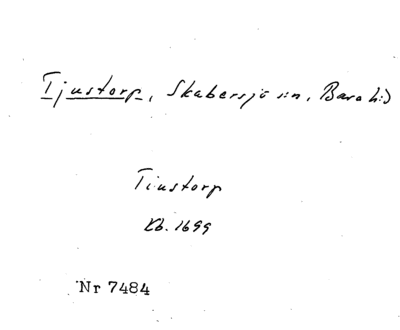 Tjustorp, Skabersjö sn, Bara hd
Tiustorp
Kb. 1699
Nr 7484